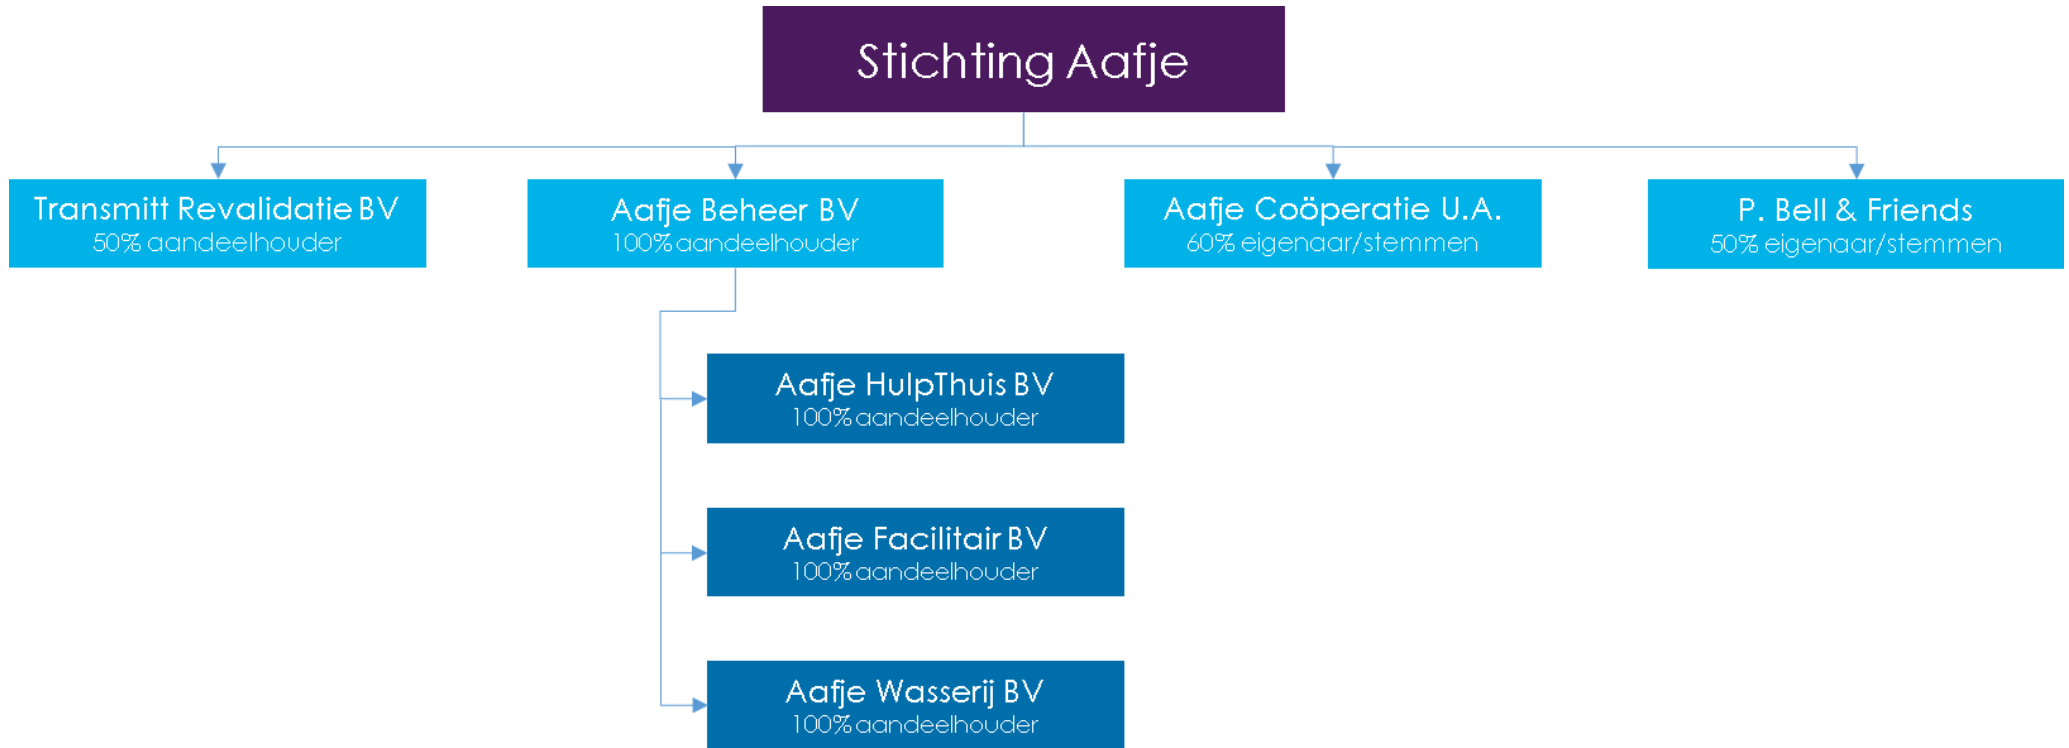 Stichting Aafje
Transmitt Revalidatie BV
50% aandeelhouder
Aafje Beheer BV
100% aandeelhouder
Aafje Coöperatie U.A.
60% eigenaar/stemmen
P. Bell & Friends
50% eigenaar/stemmen
Aafje HulpThuis BV
100% aandeelhouder
Aafje Facilitair BV
100% aandeelhouder
Aafje Wasserij BV
100% aandeelhouder